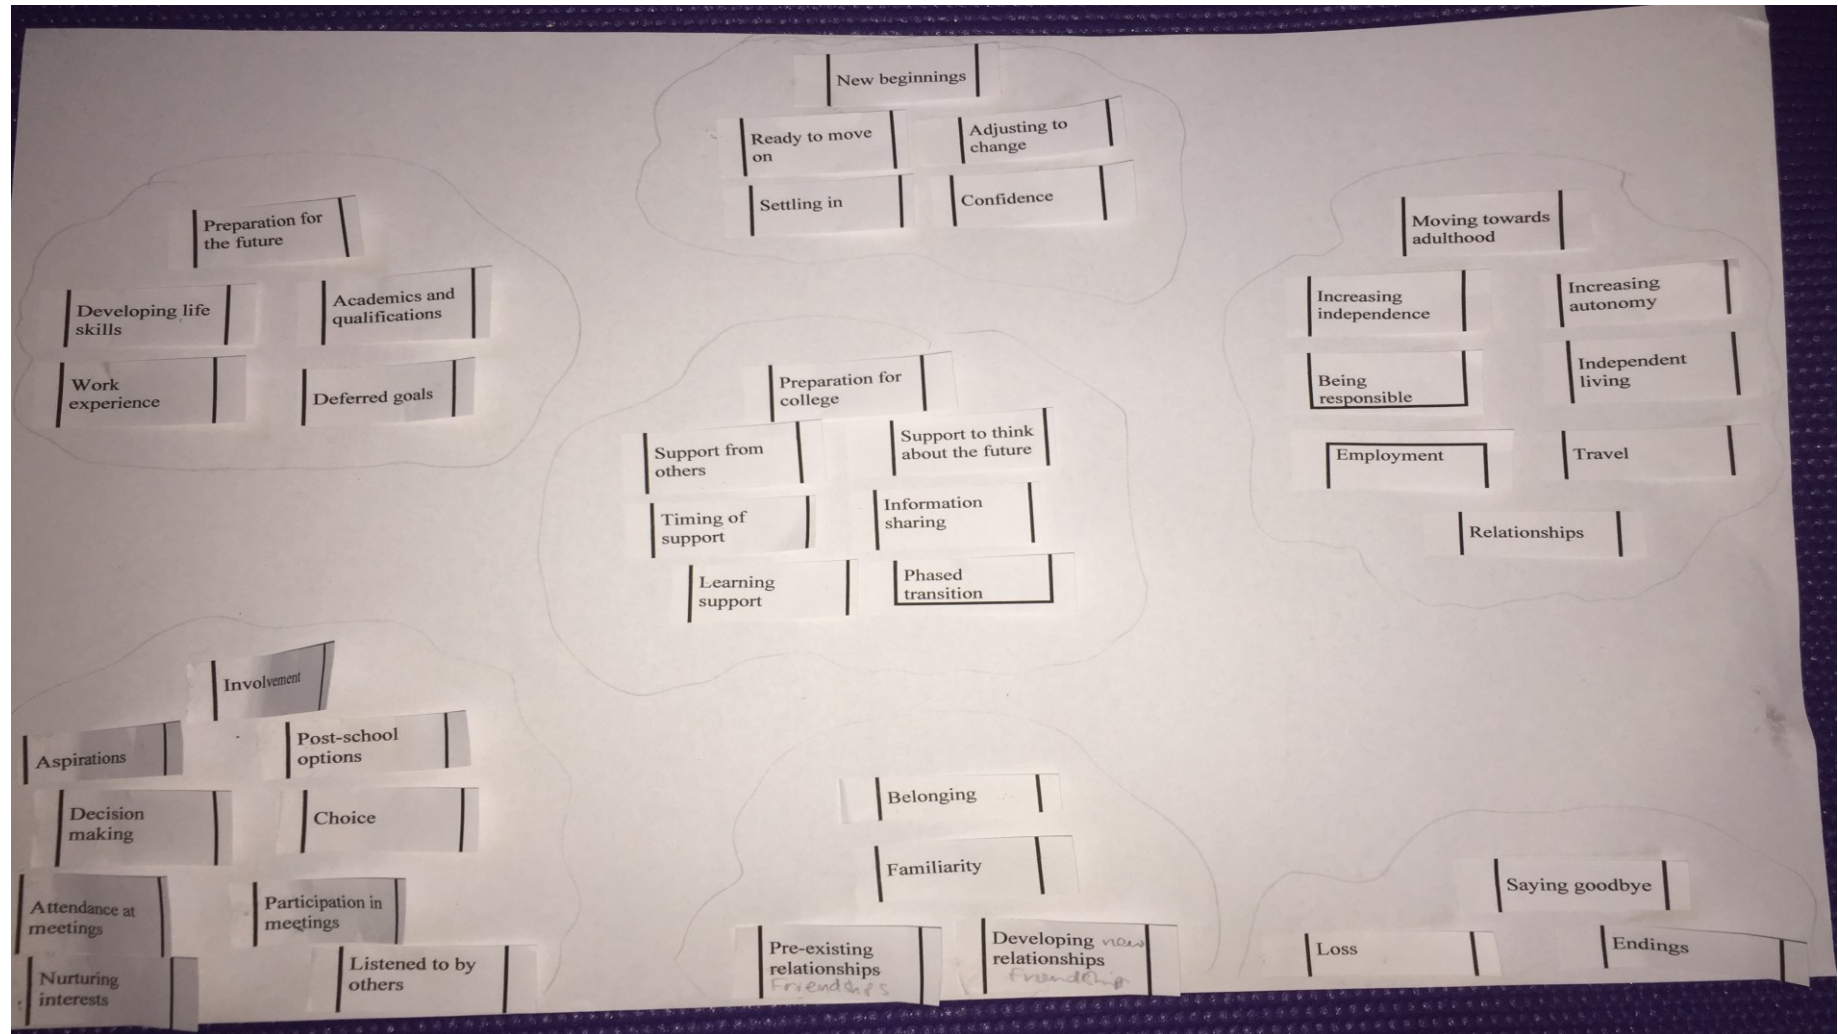 New beginnings
Ready to move
on
Adjusting to
change
Settling in
Confidence
Preparation for
the future
Developing life
skills
Academics and
qualifications
Work
experience
Deferred goals
Moving towards
adulthood
Increasing
independence
Increasing
autonomy
Being
responsible
Independent
living
Employment
Travel
Relationships
Preparation for
college
Support from
others
Support to think
about the future
Timing of
support
Information
sharing
Learning
support
Phased
transition
Involvement
Aspirations
Post-school
options
Decision
making
Choice
Attendance at
meetings
Participation in
meetings
Nurturing
interests
Listened to by
others
Belonging
Familiarity
Pre-existing
relationships
Friendships
Developing new
relationships
Friendship
Saying goodbye
Loss
Endings